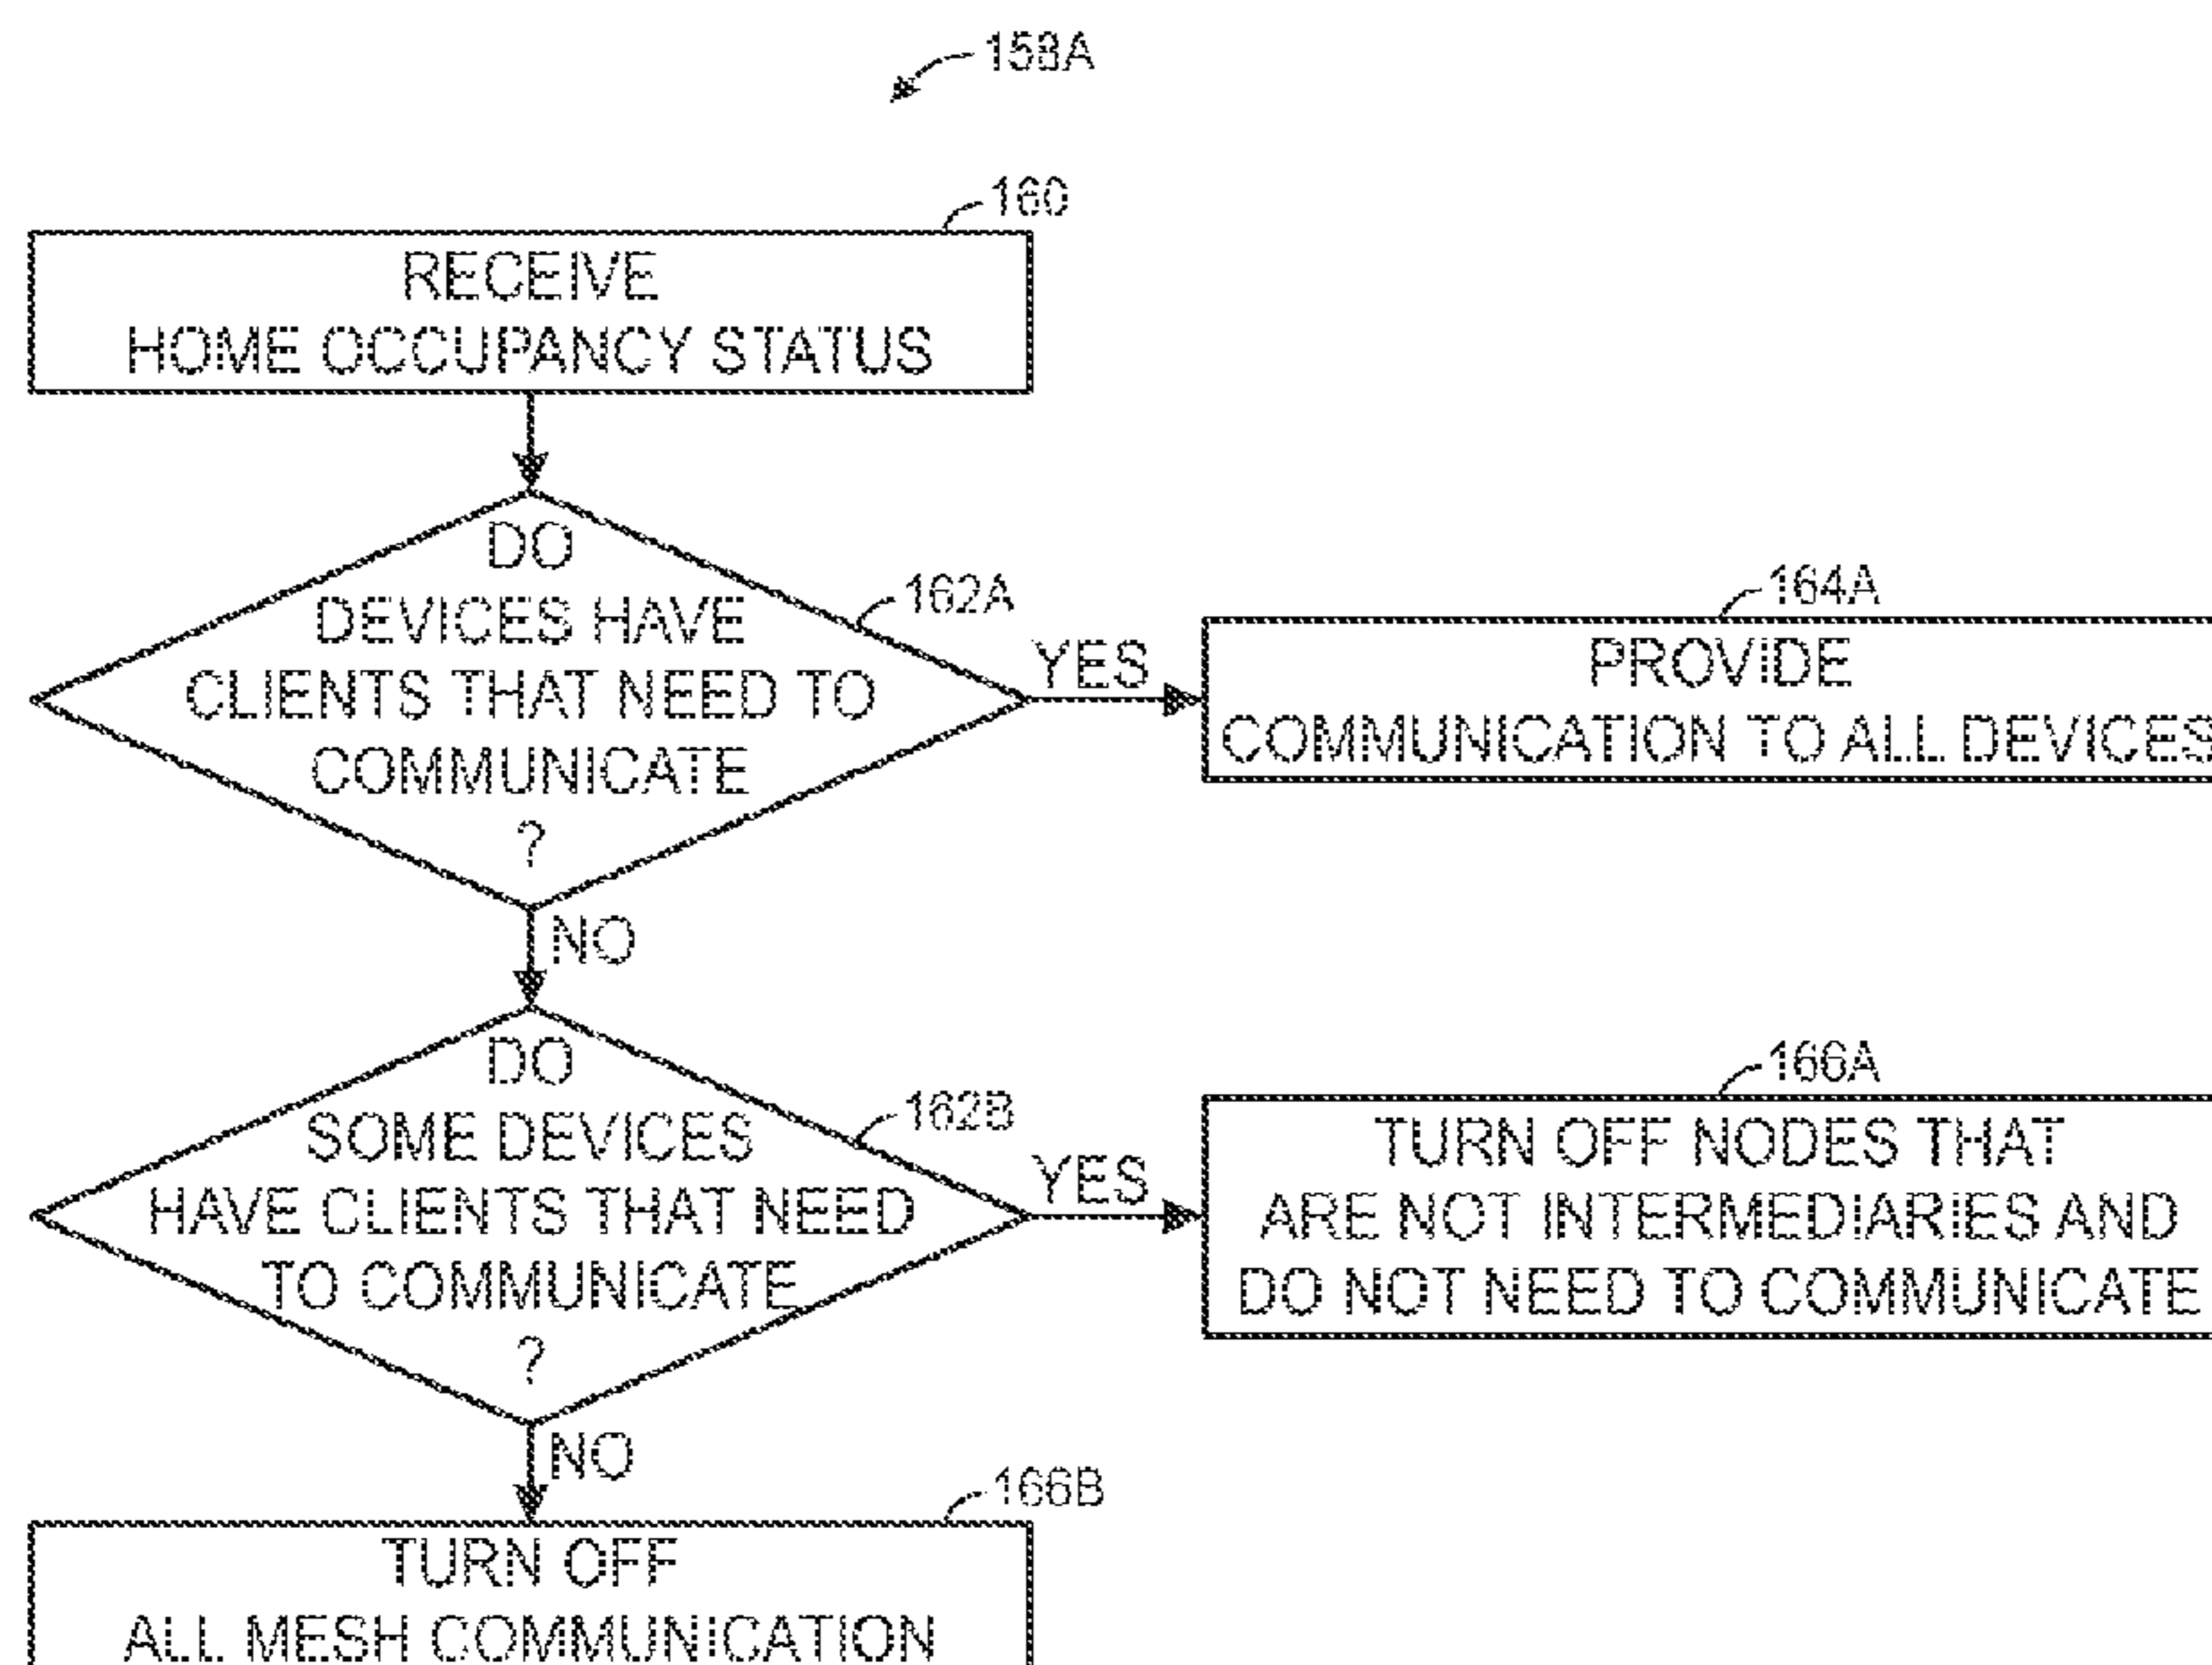 158A
160
RECEIVE
HOME OCCUPANCY STATUS
DO
DEVICES HAVE
CLIENTS THAT NEED TO
COMMUNICATE
?
162A
YES
164A
PROVIDE
COMMUNICATION TO ALL DEVICES
NO
DO
SOME DEVICES
HAVE CLIENTS THAT NEED
TO COMMUNICATE
?
162B
YES
166A
TURN OFF NODES THAT
ARE NOT INTERMEDIARIES AND
DO NOT NEED TO COMMUNICATE
NO
166B
TURN OFF
ALL MESH COMMUNICATION